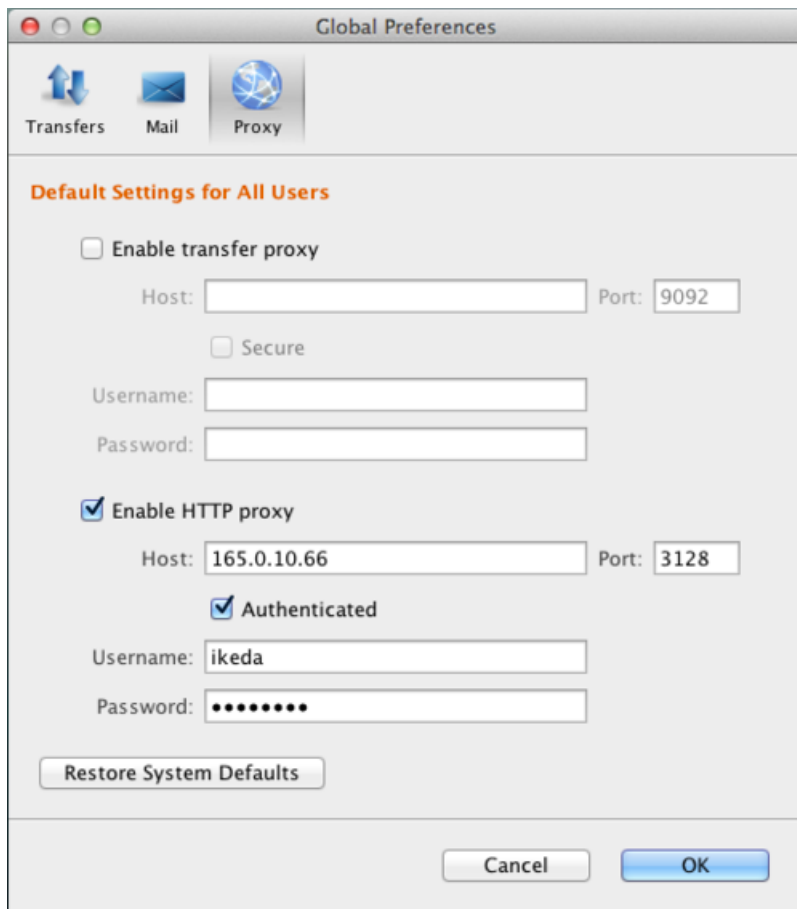 Global Preferences
Transfers Mail Proxy
Default Settings for All Users
Enable transfer proxy
Host: Port: 9092
Secure
Username:
Password:
Enable HTTP proxy
Host: 165.0.10.66 Port: 3128
Authenticated
Username: ikeda
Password: ••••••••
Restore System Defaults
Cancel OK